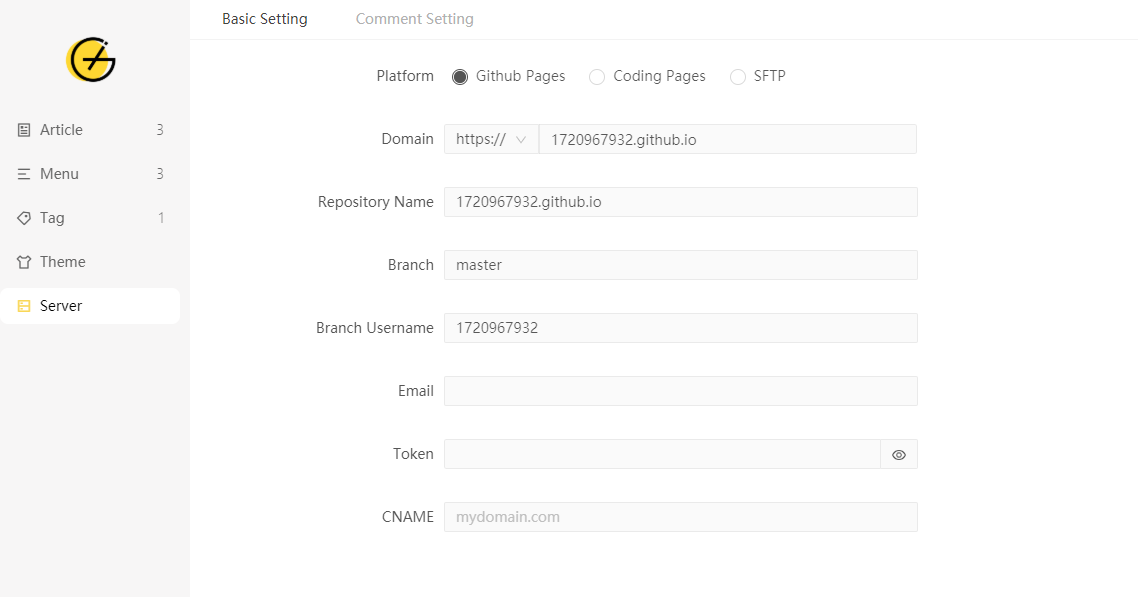 Basic Setting Comment Setting
Platform Github Pages Coding Pages SFTP
Article 3
Domain https:// 1720967932.github.io
Menu 3
Repository Name 1720967932.github.io
Tag 1
Theme
Branch master
Server
Branch Username 1720967932
Email
Token
CNAME mydomain.com